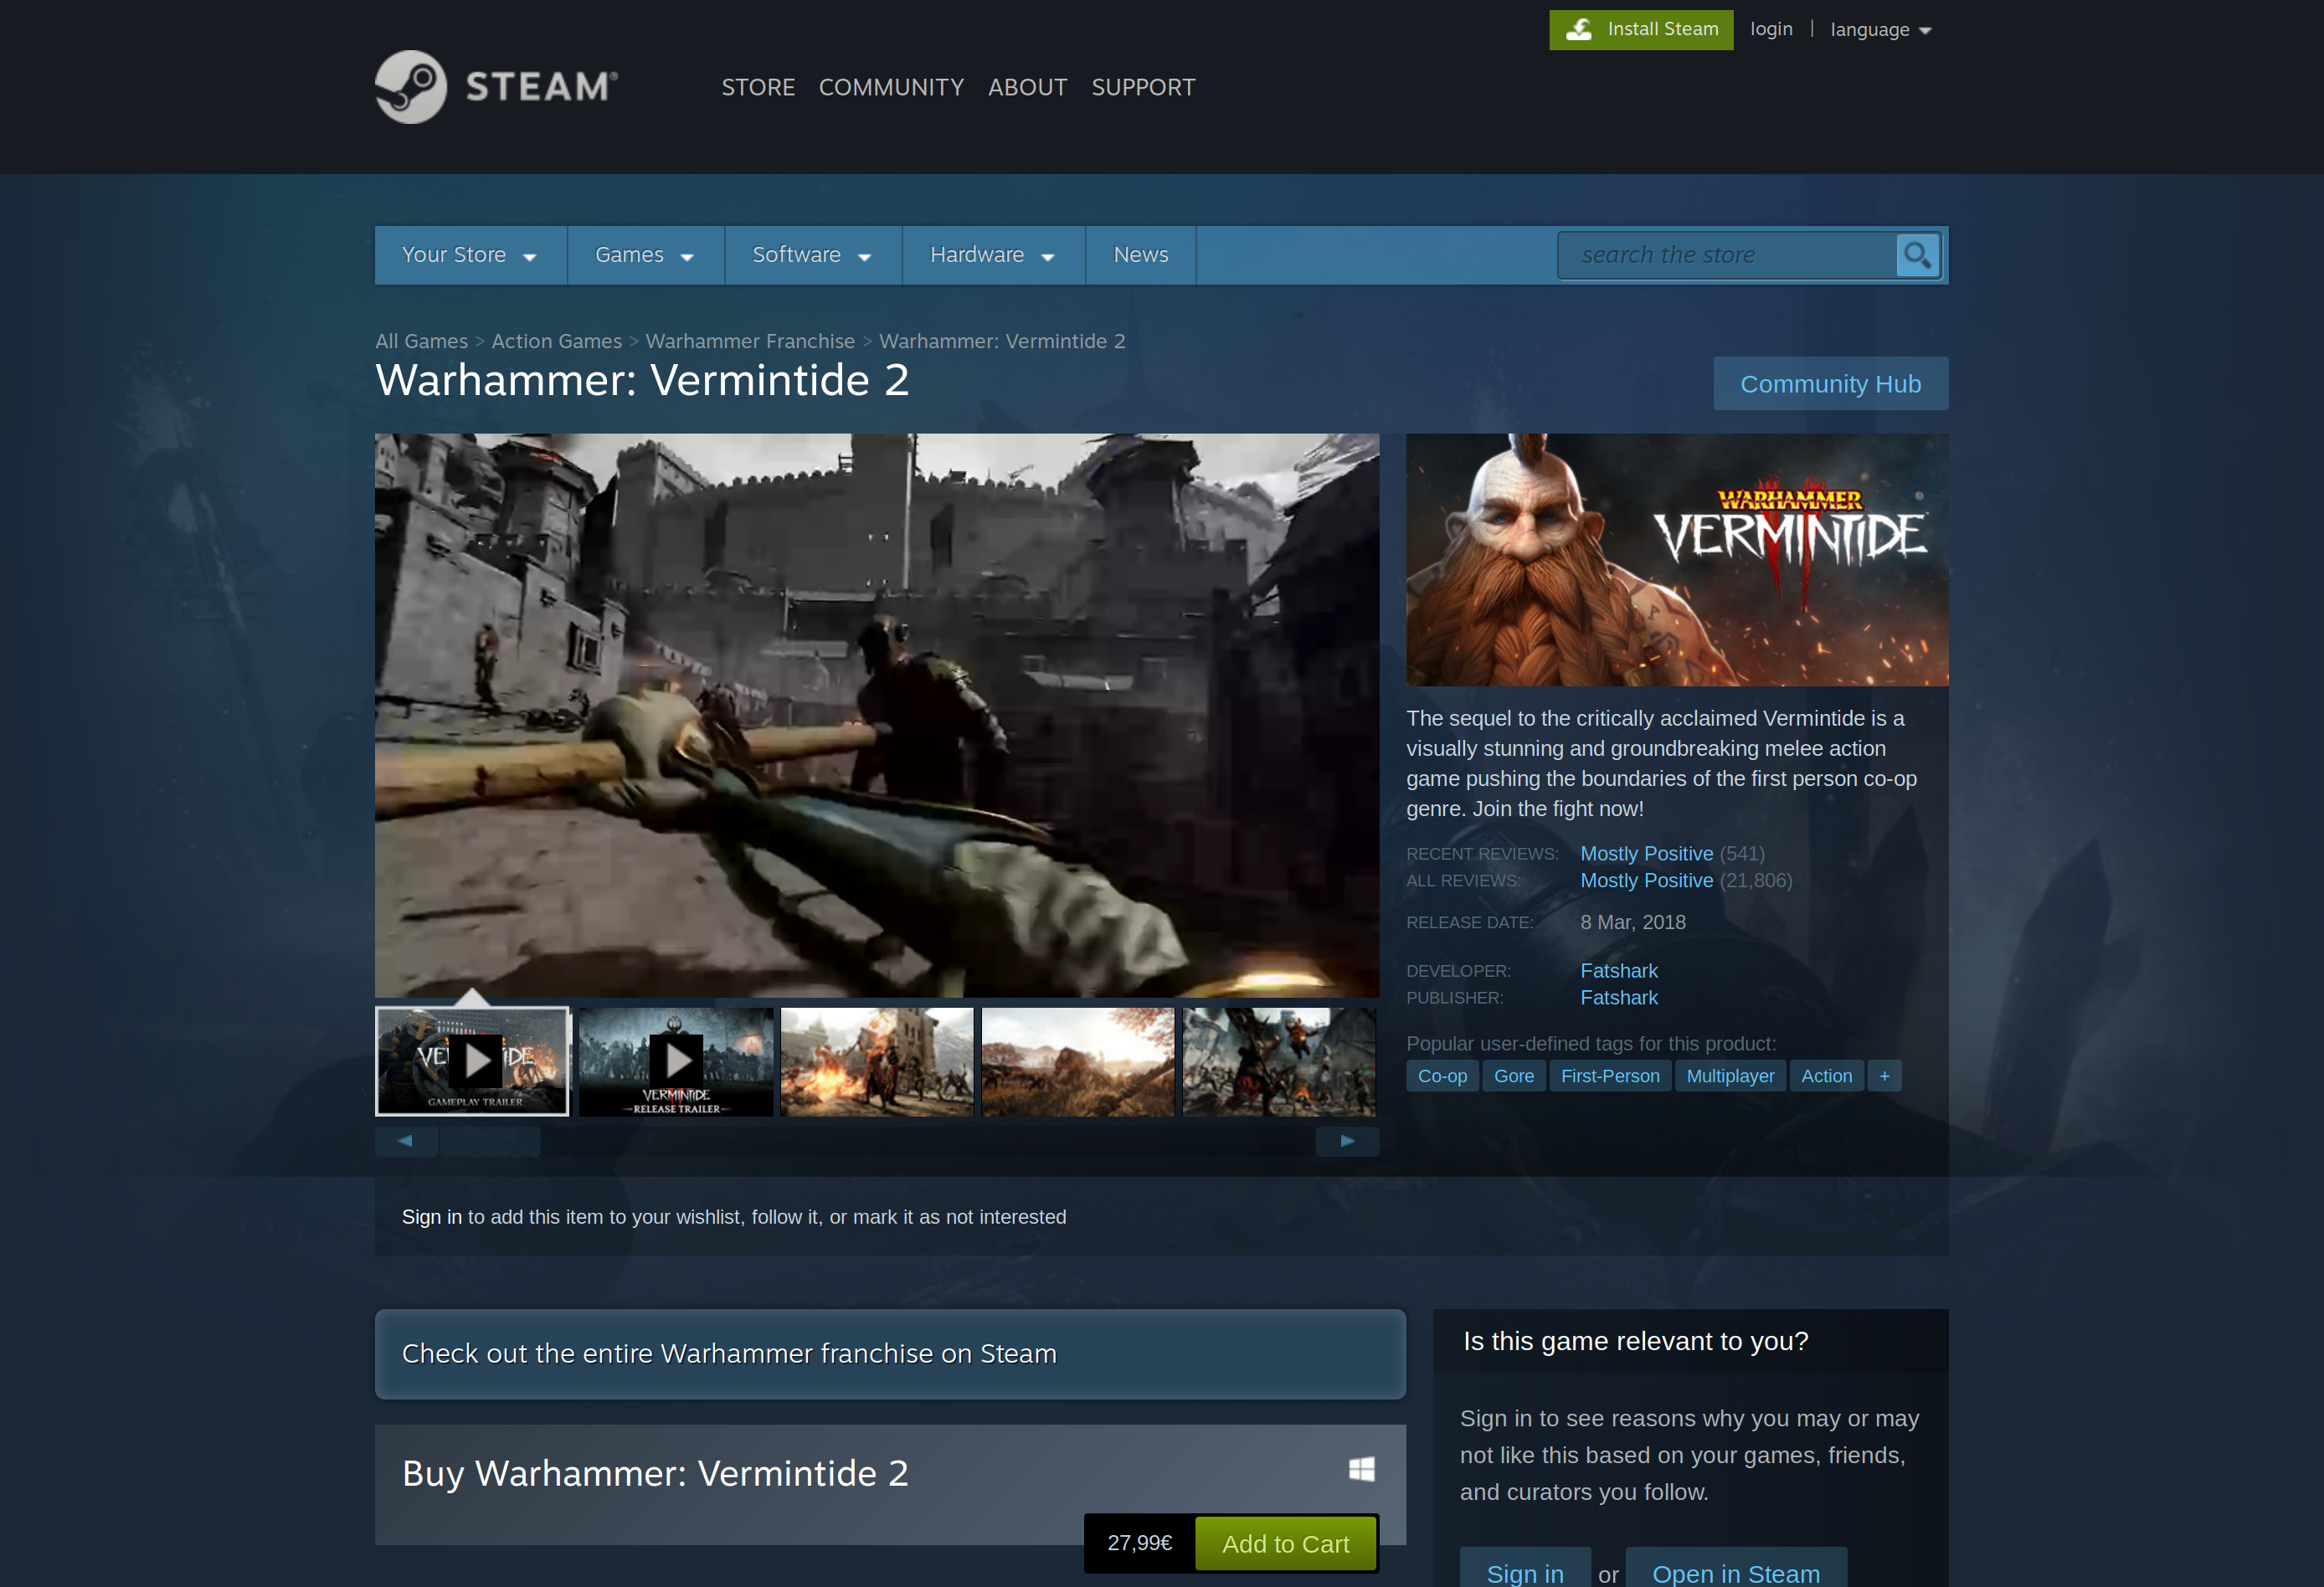 Install Steam login | language
STEAM®
STORE COMMUNITY ABOUT SUPPORT
Your Store Games Software Hardware News
search the store
All Games > Action Games > Warhammer Franchise > Warhammer: Vermintide 2
Warhammer: Vermintide 2
Community Hub
WARHAMMER
VERMINTIDE
The sequel to the critically acclaimed Vermintide is a
visually stunning and groundbreaking melee action
game pushing the boundaries of the first person co-op
genre. Join the fight now!
RECENT REVIEWS: Mostly Positive (541)
ALL REVIEWS: Mostly Positive (21,806)
RELEASE DATE: 8 Mar, 2018
DEVELOPER: Fatshark
PUBLISHER: Fatshark
Popular user-defined tags for this product:
Co-op Gore First-Person Multiplayer Action +
GAMEPLAY TRAILER
VERMINTIDE
RELEASE TRAILER
Sign in to add this item to your wishlist, follow it, or mark it as not interested
Check out the entire Warhammer franchise on Steam
Buy Warhammer: Vermintide 2
27,99€ Add to Cart
Is this game relevant to you?
Sign in to see reasons why you may or may
not like this based on your games, friends,
and curators you follow.
Sign in or Open in Steam